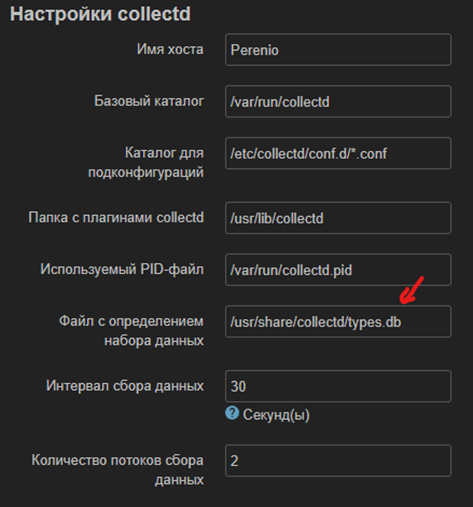 Настройки collectd
Имя хоста
Perenio
Базовый каталог
/var/run/collectd
Каталог для
подконфигураций
/etc/collectd/conf.d/*.conf
Папка с плагинами collectd
/usr/lib/collectd
Используемый PID-файл
/var/run/collectd.pid
Файл с определением
набора данных
/usr/share/collectd/types.db
Интервал сбора данных
30
? Секунд(ы)
Количество потоков сбора
данных
2